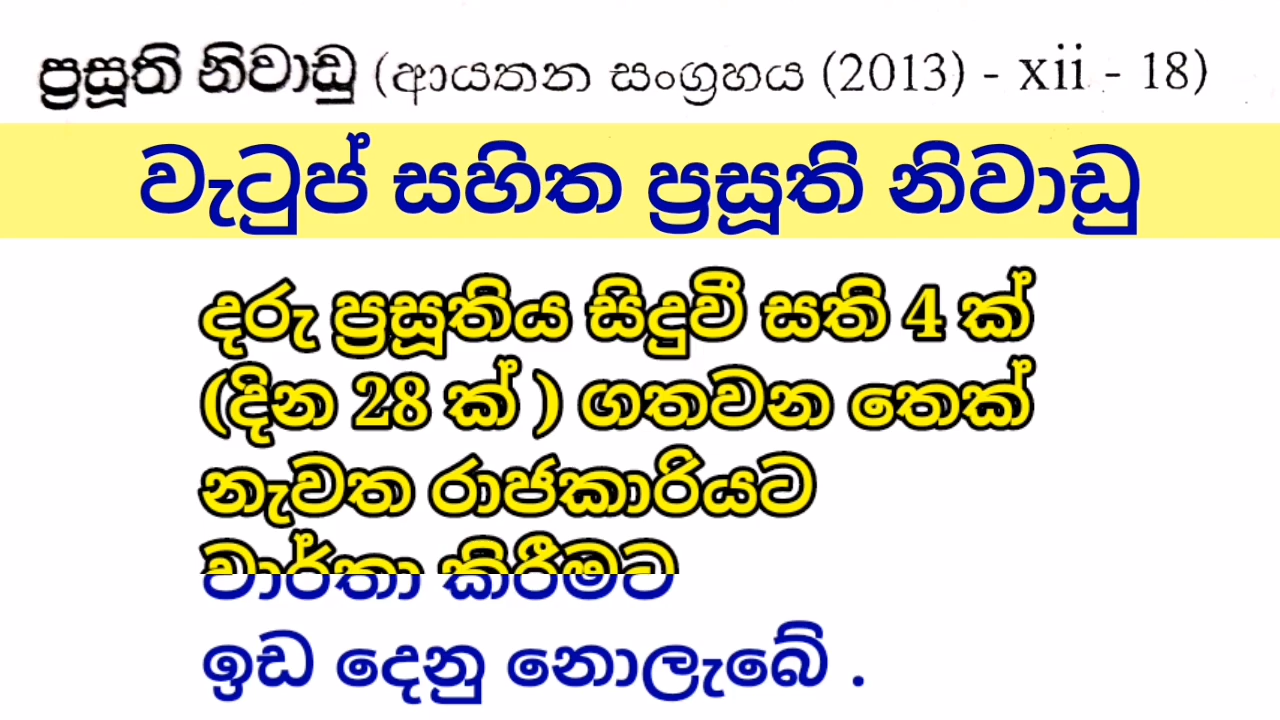 ප්‍රසූති නිවාඩු (ආයතන සංග්‍රහය (2013) - xii - 18)
වැටුප් සහිත ප්‍රසූති නිවාඩු
දරු ප්‍රසූතිය සිදුවී සති 4 ක්
(දින 28 ක් ) ගතවන තෙක්
නැවත රාජකාරියට
වාර්තා කිරීමට
ඉඩ දෙනු නොලැබේ .